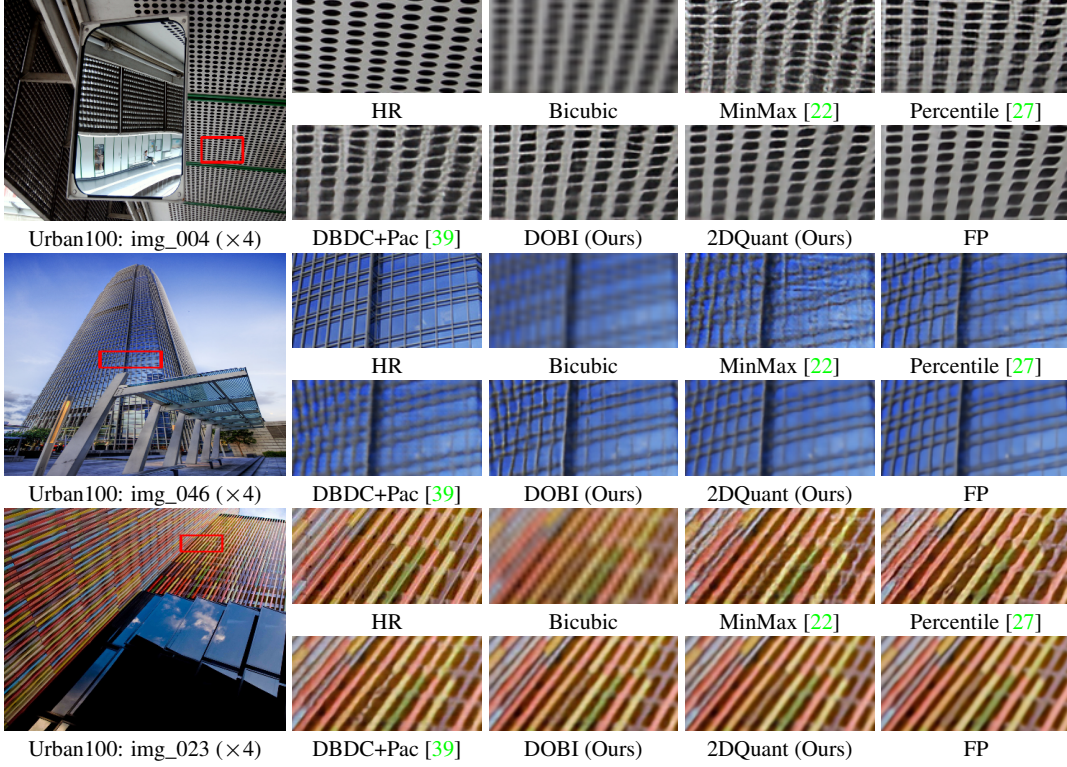 HR Bicubic MinMax [22] Percentile [27]
Urban100: img_004 (×4) DBDC+Pac [39] DOBI (Ours) 2DQuant (Ours) FP
HR Bicubic MinMax [22] Percentile [27]
Urban100: img_046 (×4) DBDC+Pac [39] DOBI (Ours) 2DQuant (Ours) FP
HR Bicubic MinMax [22] Percentile [27]
Urban100: img_023 (×4) DBDC+Pac [39] DOBI (Ours) 2DQuant (Ours) FP